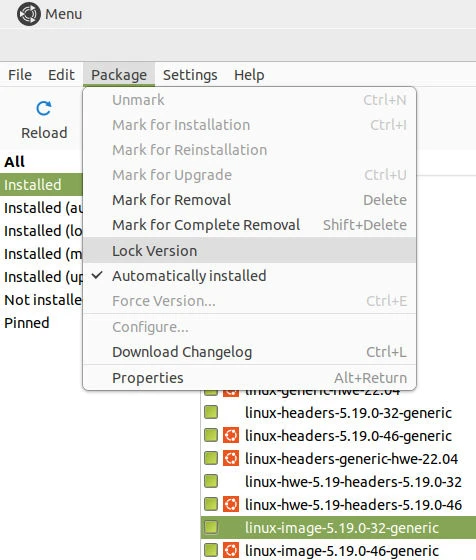 Menu
File Edit Package Settings Help
Reload
All
Installed
Installed (au
Installed (lo
Installed (m
Installed (up
Not installe
Pinned
Unmark Ctrl+N
Mark for Installation Ctrl+I
Mark for Reinstallation
Mark for Upgrade Ctrl+U
Mark for Removal Delete
Mark for Complete Removal Shift+Delete
Lock Version
Automatically installed
Force Version... Ctrl+E
Configure...
Download Changelog Ctrl+L
Properties Alt+Return
linux-generic-hwe-22.04
linux-headers-5.19.0-32-generic
linux-headers-5.19.0-46-generic
linux-headers-generic-hwe-22.04
linux-hwe-5.19-headers-5.19.0-32
linux-hwe-5.19-headers-5.19.0-46
linux-image-5.19.0-32-generic
linux-image-5.19.0-46-generic